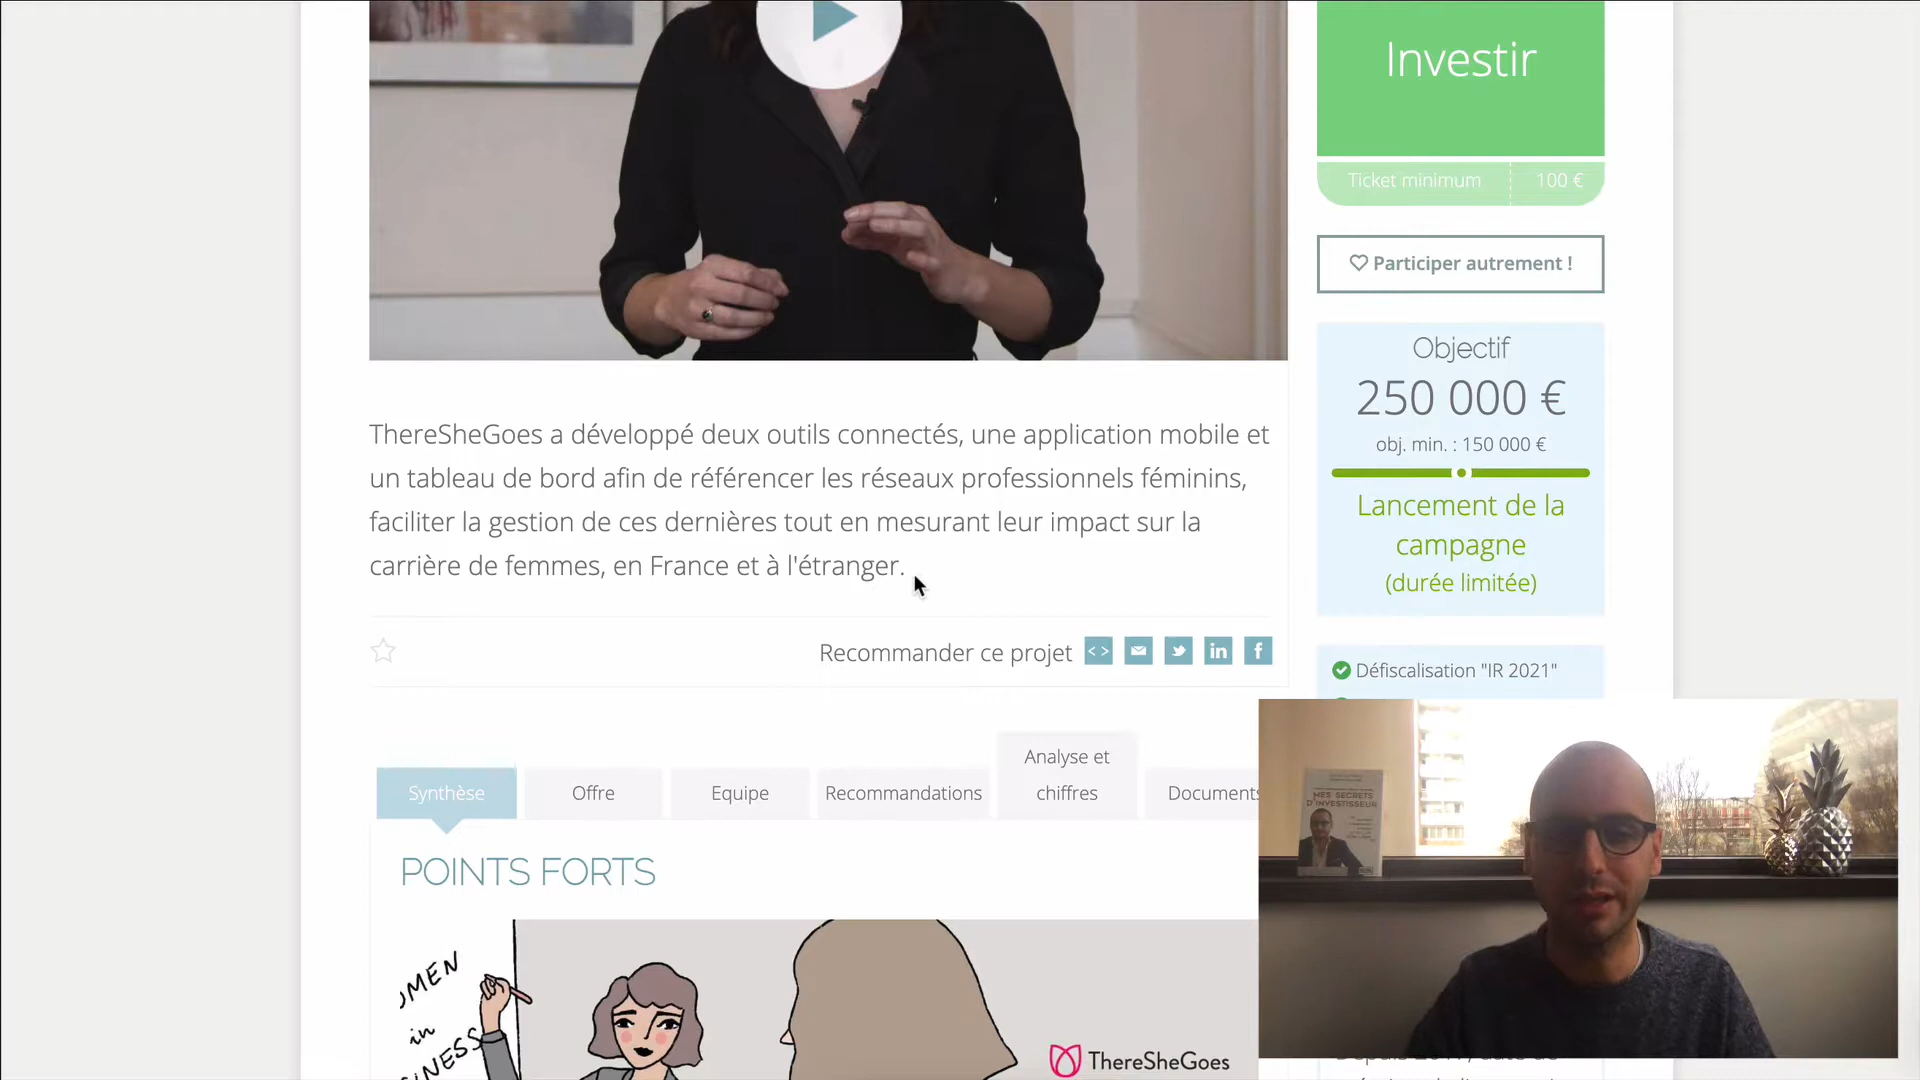 Investir
Ticket minimum 100 €
Participer autrement !
Objectif
250 000 €
obj. min. : 150 000 €
Lancement de la
campagne
(durée limitée)
Défiscalisation "IR 2021"
ThereSheGoes a développé deux outils connectés, une application mobile et
un tableau de bord afin de référencer les réseaux professionnels féminins,
faciliter la gestion de ces dernières tout en mesurant leur impact sur la
carrière de femmes, en France et à l'étranger.
Recommander ce projet
Synthèse
Offre
Equipe
Recommandations
Analyse et
chiffres
Documents
POINTS FORTS
OMEN
in
SINESS
ThereSheGoes
MES SECRETS
D'INVESTISSEUR